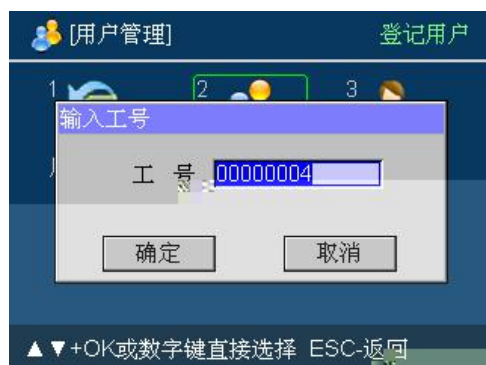 [用户管理] 登记用户
1 2 3
输入工号
工 号 00000004
确定 取消
▲▼+OK或数字键直接选择 ESC-返回